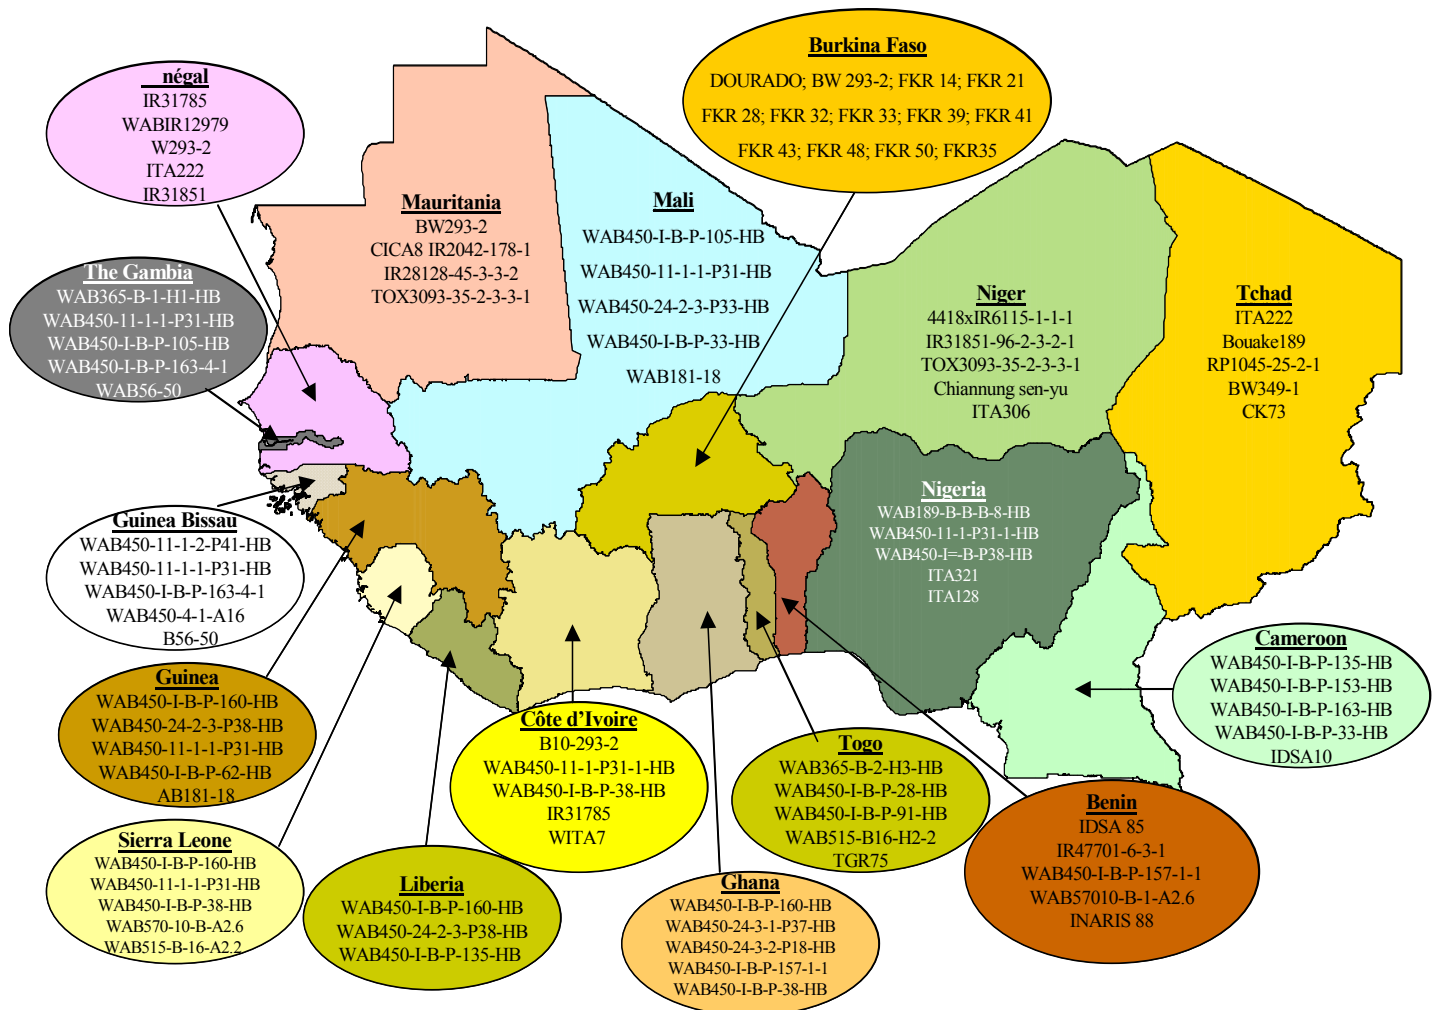 Burkina Faso
DOURADO; BW 293-2; FKR 14; FKR 21
FKR 28; FKR 32; FKR 33; FKR 39; FKR 41
FKR 43; FKR 48; FKR 50; FKR35
négal
IR31785
WABIR12979
W293-2
ITA222
IR31851
Mauritania
BW293-2
CICA8 IR2042-178-1
IR28128-45-3-3-2
TOX3093-35-2-3-3-1
Mali
WAB450-I-B-P-105-HB
WAB450-11-1-1-P31-HB
WAB450-24-2-3-P33-HB
WAB450-I-B-P-33-HB
WAB181-18
The Gambia
WAB365-B-1-H1-HB
WAB450-11-1-1-P31-HB
WAB450-I-B-P-105-HB
WAB450-I-B-P-163-4-1
WAB56-50
Niger
4418xIR6115-1-1-1
IR31851-96-2-3-2-1
TOX3093-35-2-3-3-1
Chiannung sen-yu
ITA306
Tchad
ITA222
Bouake189
RP1045-25-2-1
BW349-1
CK73
Nigeria
WAB189-B-B-B-8-HB
WAB450-11-1-P31-1-HB
WAB450-I=-B-P38-HB
ITA321
ITA128
Guinea Bissau
WAB450-11-1-2-P41-HB
WAB450-11-1-1-P31-HB
WAB450-I-B-P-163-4-1
WAB450-4-1-A16
B56-50
Cameroon
WAB450-I-B-P-135-HB
WAB450-I-B-P-153-HB
WAB450-I-B-P-163-HB
WAB450-I-B-P-33-HB
IDSA10
Guinea
WAB450-I-B-P-160-HB
WAB450-24-2-3-P38-HB
WAB450-11-1-1-P31-HB
WAB450-I-B-P-62-HB
AB181-18
Côte d'Ivoire
B10-293-2
WAB450-11-1-P31-1-HB
WAB450-I-B-P-38-HB
IR31785
WITA7
Togo
WAB365-B-2-H3-HB
WAB450-I-B-P-28-HB
WAB450-I-B-P-91-HB
WAB515-B16-H2-2
TGR75
Benin
IDSA 85
IR47701-6-3-1
WAB450-I-B-P-157-1-1
WAB57010-B-1-A2.6
INARIS 88
Sierra Leone
WAB450-I-B-P-160-HB
WAB450-11-1-1-P31-HB
WAB450-I-B-P-38-HB
WAB570-10-B-A2.6
WAB515-B-16-A2.2
Liberia
WAB450-I-B-P-160-HB
WAB450-24-2-3-P38-HB
WAB450-I-B-P-135-HB
Ghana
WAB450-I-B-P-160-HB
WAB450-24-3-1-P37-HB
WAB450-24-3-2-P18-HB
WAB450-I-B-P-157-1-1
WAB450-I-B-P-38-HB